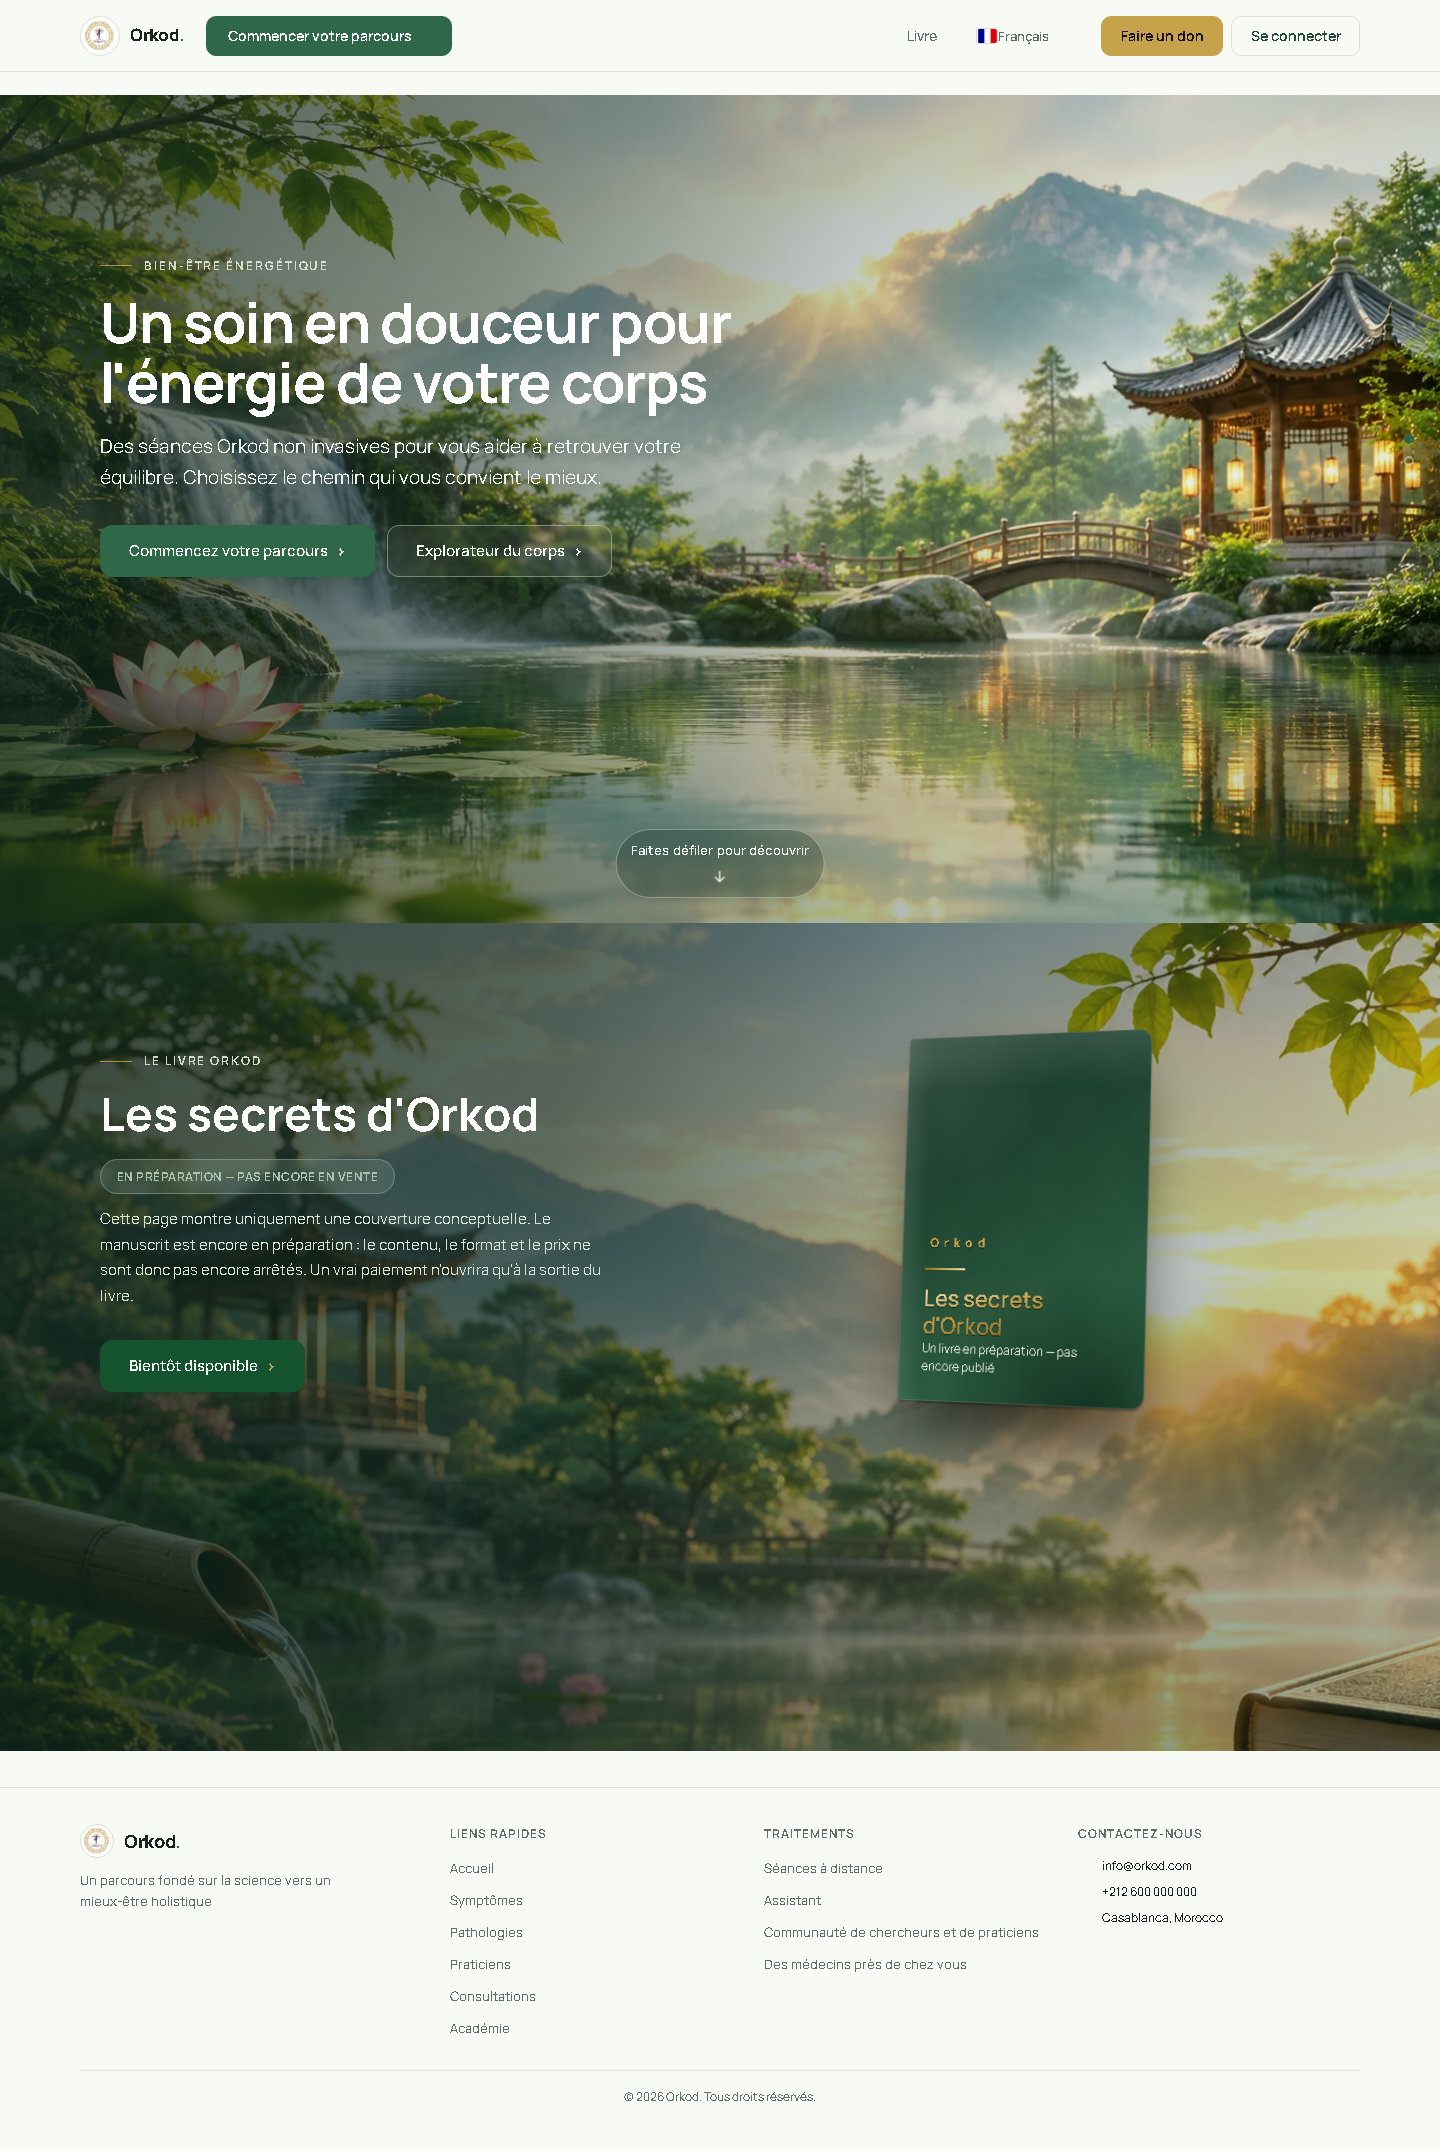 Orkod.
Commencer votre parcours
Livre
Français
Faire un don
Se connecter
BIEN-ÊTRE ÉNERGÉTIQUE
Un soin en douceur pour
l'énergie de votre corps
Des séances Orkod non invasives pour vous aider à retrouver votre
équilibre. Choisissez le chemin qui vous convient le mieux.
Commencez votre parcours ›
Explorateur du corps ›
Faites défiler pour découvrir
↓
LE LIVRE ORKOD
Les secrets d'Orkod
EN PRÉPARATION — PAS ENCORE EN VENTE
Cette page montre uniquement une couverture conceptuelle. Le
manuscrit est encore en préparation : le contenu, le format et le prix ne
sont donc pas encore arrêtés. Un vrai paiement n'ouvrira qu'à la sortie du
livre.
Bientôt disponible ›
Orkod
Les secrets
d'Orkod
Un livre en préparation — pas
encore publié
Orkod.
Un parcours fondé sur la science vers un
mieux-être holistique
LIENS RAPIDES
Accueil
Symptômes
Pathologies
Praticiens
Consultations
Académie
TRAITEMENTS
Séances à distance
Assistant
Communauté de chercheurs et de praticiens
Des médecins près de chez vous
CONTACTEZ-NOUS
info@orkod.com
+212 600 000 000
Casablanca, Morocco
© 2026 Orkod. Tous droits réservés.